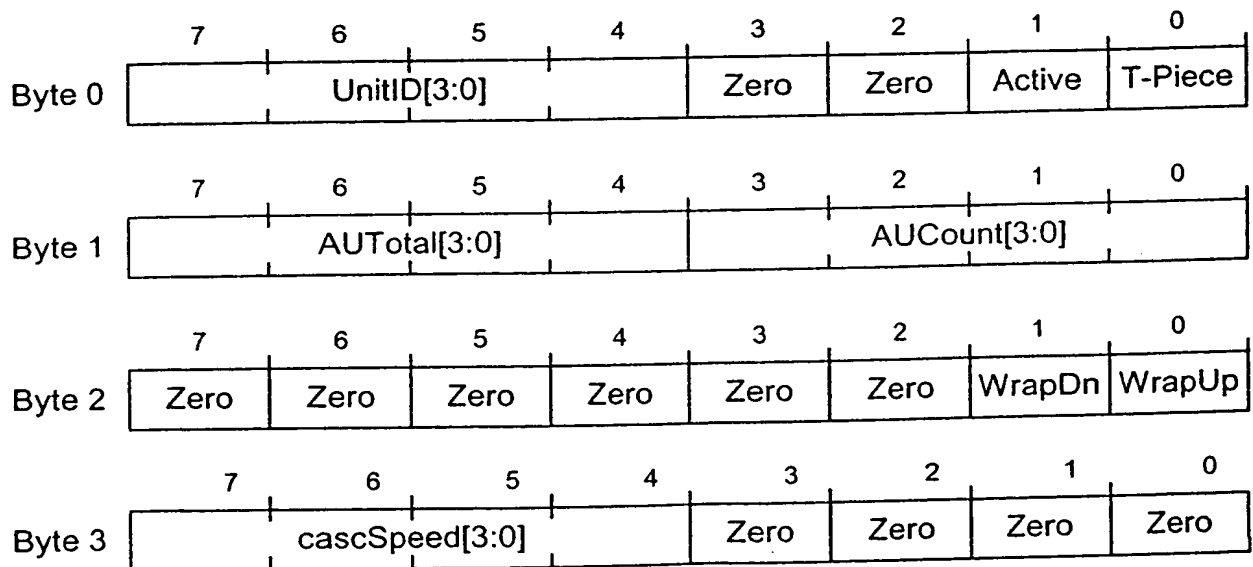 7 6 5 4 3 2 1 0
Byte 0 UnitID[3:0] Zero Zero Active T-Piece
7 6 5 4 3 2 1 0
Byte 1 AUTotal[3:0] AUCount[3:0]
7 6 5 4 3 2 1 0
Byte 2 Zero Zero Zero Zero Zero Zero WrapDn WrapUp
7 6 5 4 3 2 1 0
Byte 3 cascSpeed[3:0] Zero Zero Zero Zero